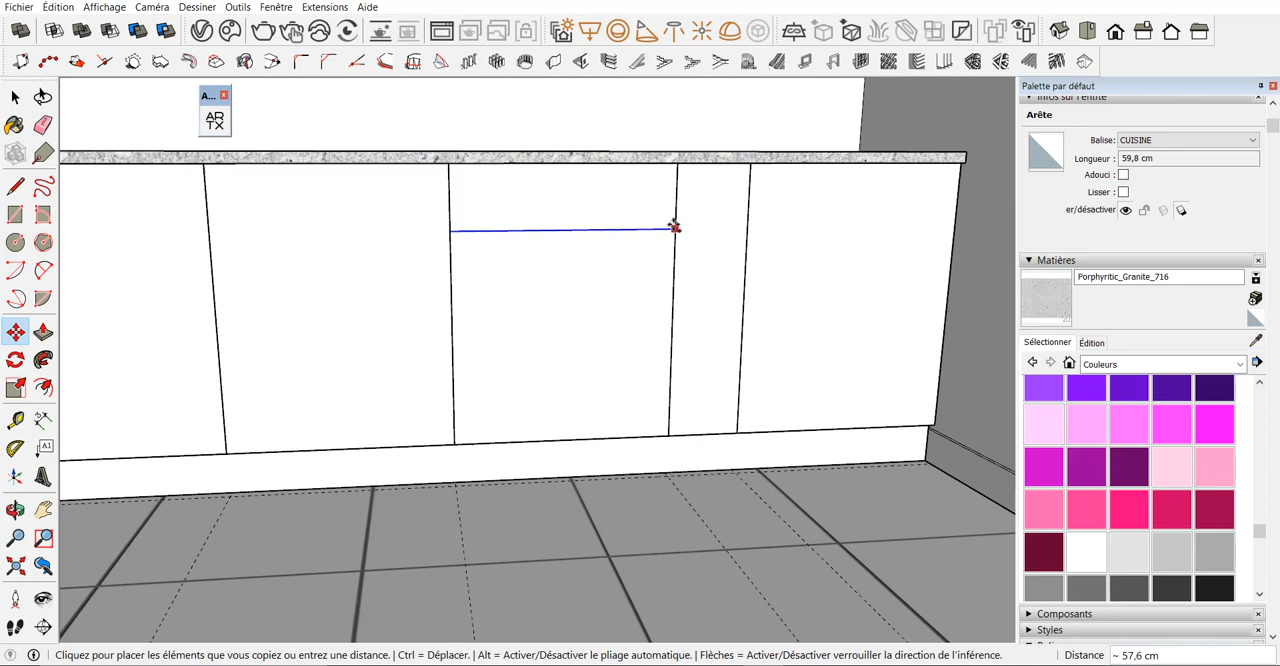 Fichier Édition Affichage Caméra Dessiner Outils Fenêtre Extensions Aide
Palette par défaut
Infos sur l'entité
A...
AR
TX
Arête
Balise: CUISINE
Longueur: 59,8 cm
Adouci :
Lisser :
er/désactiver
Matières
Porphyritic_Granite_716
Sélectionner Édition
Couleurs
A1
Composants
Styles
Cliquez pour placer les éléments que vous copiez ou entrez une distance. | Ctrl = Déplacer. | Alt = Activer/Désactiver le pliage automatique. | Flèches = Activer/Désactiver verrouiller la direction de l'inférence.
Distance ~ 57,6 cm